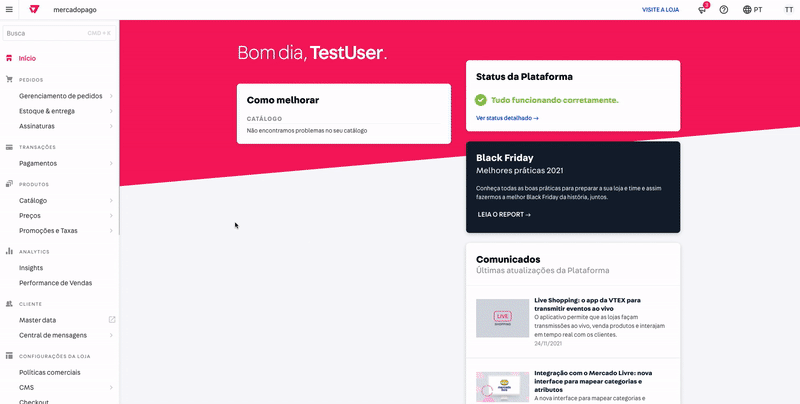 mercadopago
VISITE A LOJA
3
PT
TT
Busca
CMD + K
Início
PEDIDOS
Gerenciamento de pedidos
Estoque & entrega
Assinaturas
TRANSAÇÕES
Pagamentos
PRODUTOS
Catálogo
Preços
Promoções e Taxas
ANALYTICS
Insights
Performance de Vendas
CLIENTE
Master data
Central de mensagens
CONFIGURAÇÕES DA LOJA
Políticas comerciais
CMS
Checkout
Bom dia, TestUser.
Como melhorar
CATÁLOGO
Não encontramos problemas no seu catálogo
Status da Plataforma
Tudo funcionando corretamente.
Ver status detalhado →
Black Friday
Melhores práticas 2021
Conheça todas as boas práticas para preparar a sua loja e time e assim
fazermos a melhor Black Friday da história, juntos.
LEIA O REPORT →
Comunicados
Últimas atualizações da Plataforma
LIVE
SHOPPING
Live Shopping: o app da VTEX para
transmitir eventos ao vivo
O aplicativo permite que as lojas façam
transmissões ao vivo, venda produtos e interajam
em tempo real com os clientes.
24/11/2021
Integração com o Mercado Livre: nova
interface para mapear categorias e
atributos
A nova interface para mapear categorias e